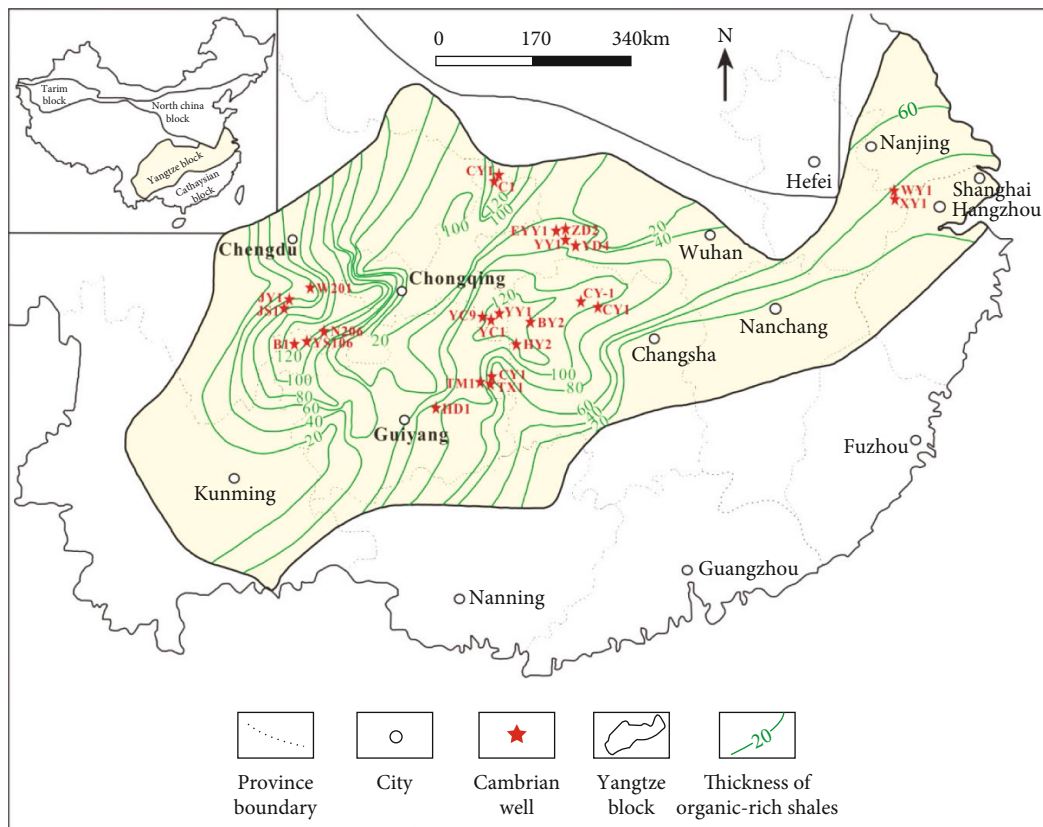 0 170 340km
N
Tarim
block
North china
block
Yangtze block
Cathaysian
block
60
Nanjing
Hefei
CY1
C1
Shanghai
WY1
XY1
Hangzhou
120
100
100
EYY1
ZD2
YY1
YD4
20
40
Wuhan
Chengdu
W201
Chongqing
JY1
JS1
120
CY-1
CY1
YC9
YY1
YC1
BY2
Nanchang
N206
B1
YS106
20
HY2
Changsha
120
100
100
80
CY1
TM1
TX1
80
60
40
20
HD1
60
Guiyang
Fuzhou
Kunming
Guangzhou
Nanning
20
Province
boundary
City
Cambrian
well
Yangtze
block
Thickness of
organic-rich shales